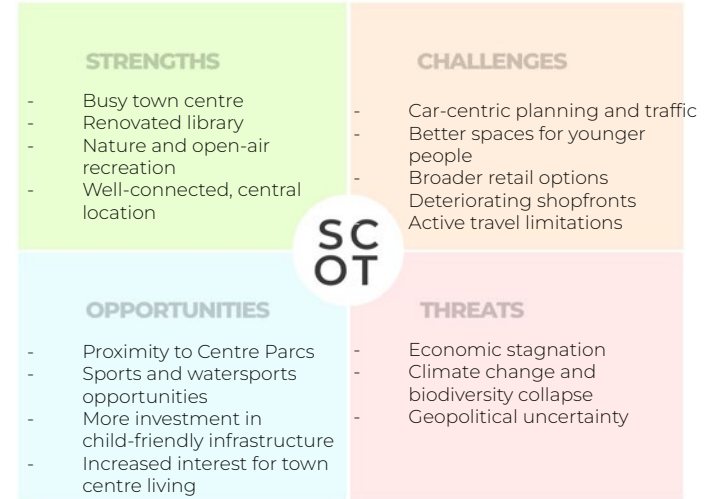 STRENGTHS
- Busy town centre
- Renovated library
- Nature and open-air
recreation
- Well-connected, central
location
CHALLENGES
- Car-centric planning and traffic
- Better spaces for younger
people
- Broader retail options
Deteriorating shopfronts
Active travel limitations
SC
OT
OPPORTUNITIES
- Proximity to Centre Parcs
- Sports and watersports
opportunities
- More investment in
child-friendly infrastructure
- Increased interest for town
centre living
THREATS
- Economic stagnation
- Climate change and
biodiversity collapse
- Geopolitical uncertainty